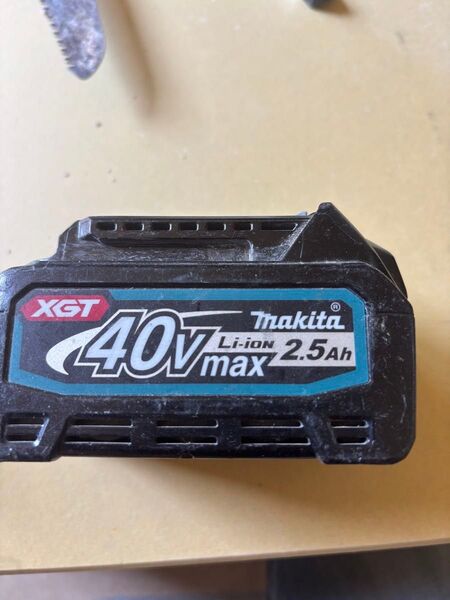 XGT
makita®
40V max
Li-ion 2.5Ah